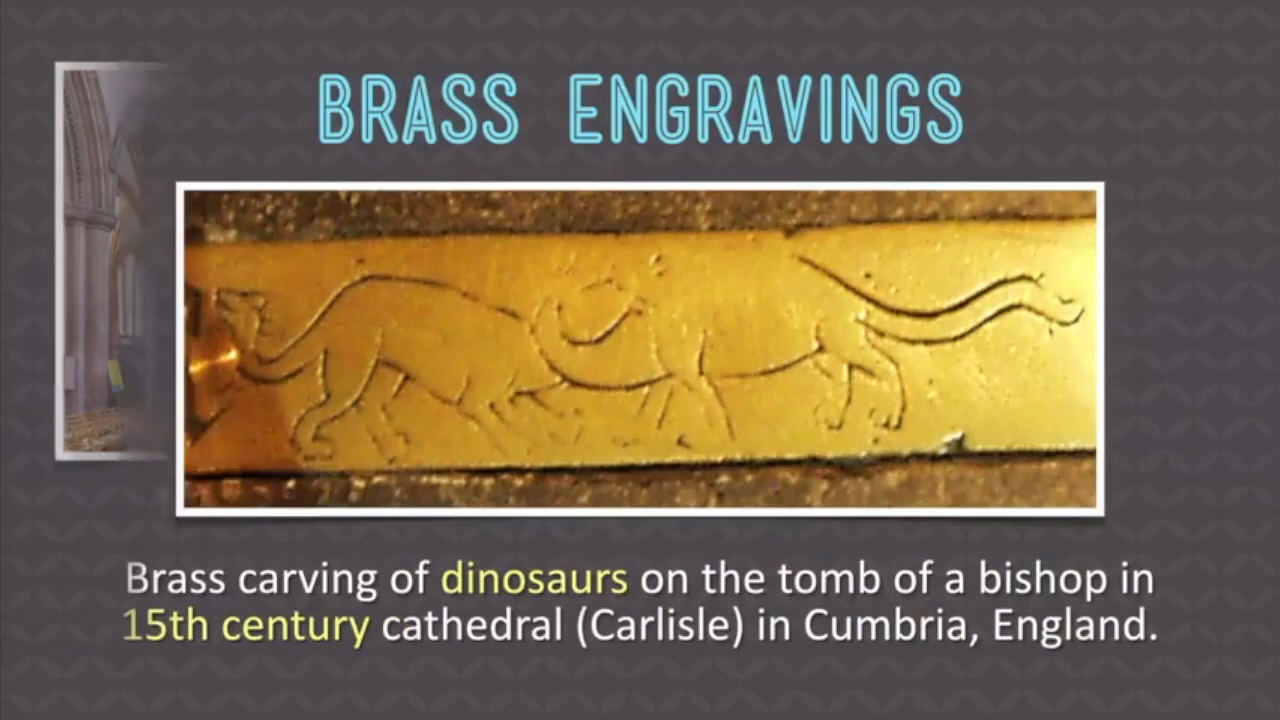 BRASS ENGRAVINGS
Brass carving of dinosaurs on the tomb of a bishop in
15th century cathedral (Carlisle) in Cumbria, England.